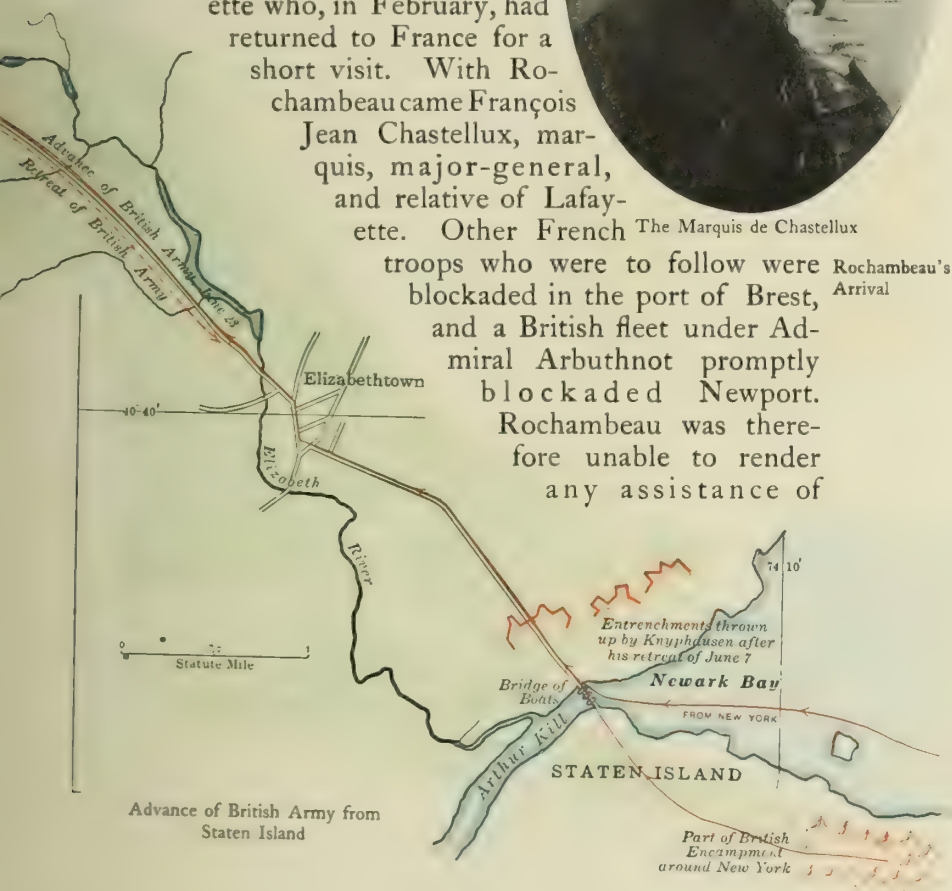 ette who, in February, had
returned to France for a
short visit. With Ro-
chambeau came François
Jean Chastellux, mar-
quis, major-general,
and relative of Lafay-
ette. Other French
troops who were to follow were
blockaded in the port of Brest,
and a British fleet under Ad-
miral Arbuthnot promptly
blockaded Newport.
Rochambeau was there-
fore unable to render
any assistance of
The Marquis de Chastellux
Rochambeau's
Arrival
Advance of British Army June 23
Retreat of British Army
Elizabethtown
40°40'
Elizabeth
River
0 1
Statute Mile
74 10'
Entrenchments thrown
up by Knyphausen after
his retreat of June 7
Newark Bay
Bridge of
Boats
FROM NEW YORK
Arthur Kill
STATEN ISLAND
Advance of British Army from
Staten Island
Part of British
Encampment
around New York